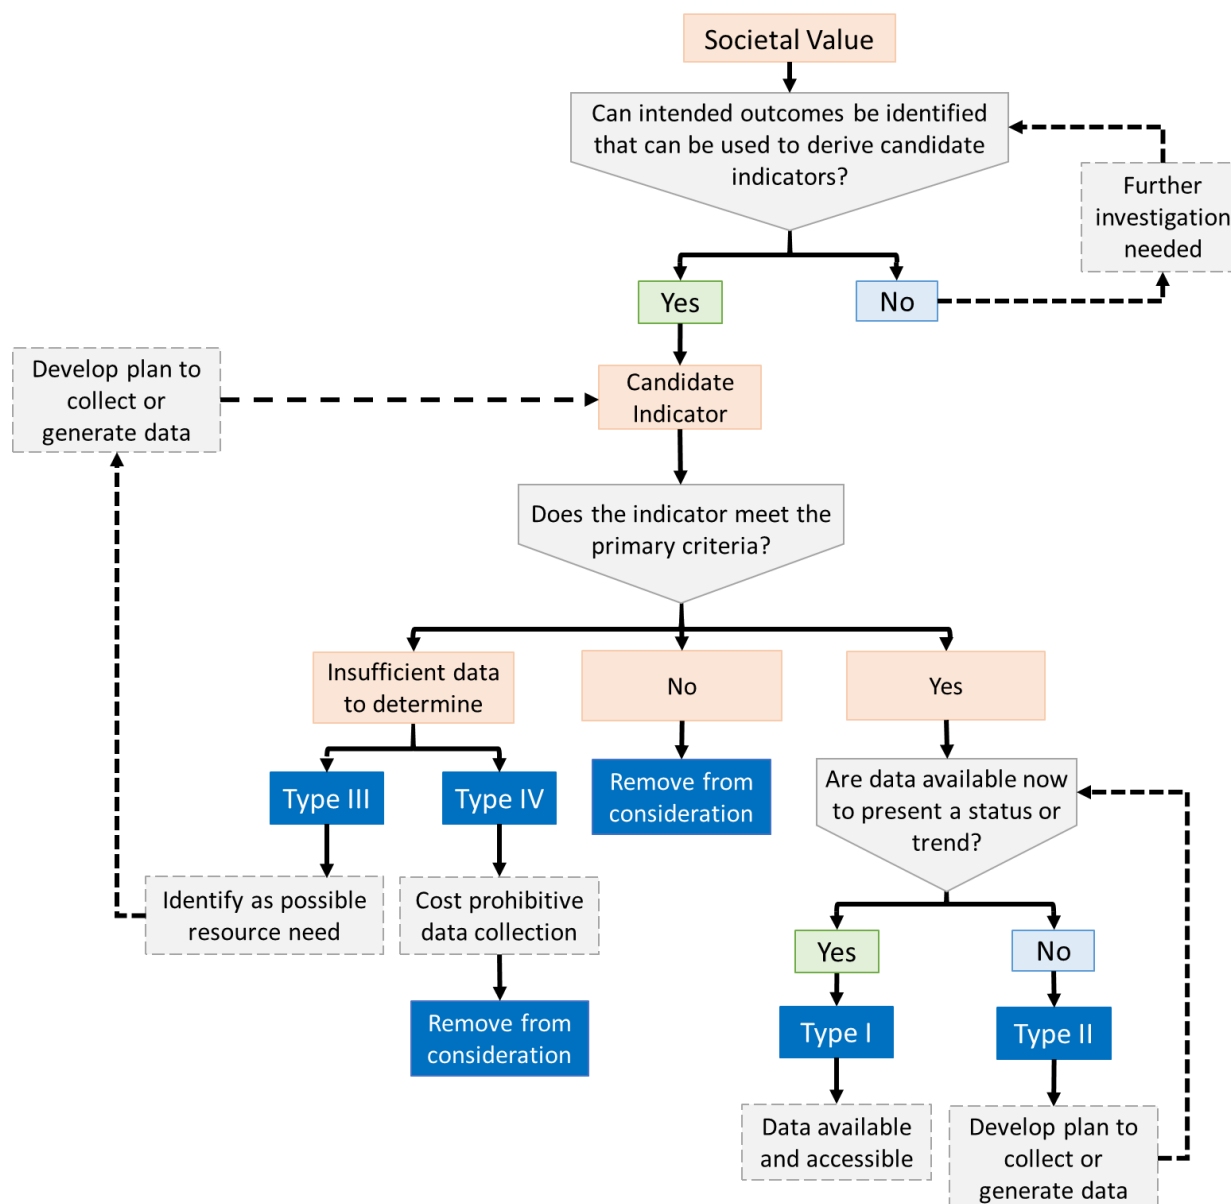 Societal Value
Can intended outcomes be identified
that can be used to derive candidate
indicators?
Further
investigation
needed
Yes
No
Develop plan to
collect or
generate data
Candidate
Indicator
Does the indicator meet the
primary criteria?
Insufficient data
to determine
No
Yes
Type III
Type IV
Remove from
consideration
Are data available now
to present a status or
trend?
Identify as possible
resource need
Cost prohibitive
data collection
Yes
No
Remove from
consideration
Type I
Type II
Data available
and accessible
Develop plan to
collect or
generate data